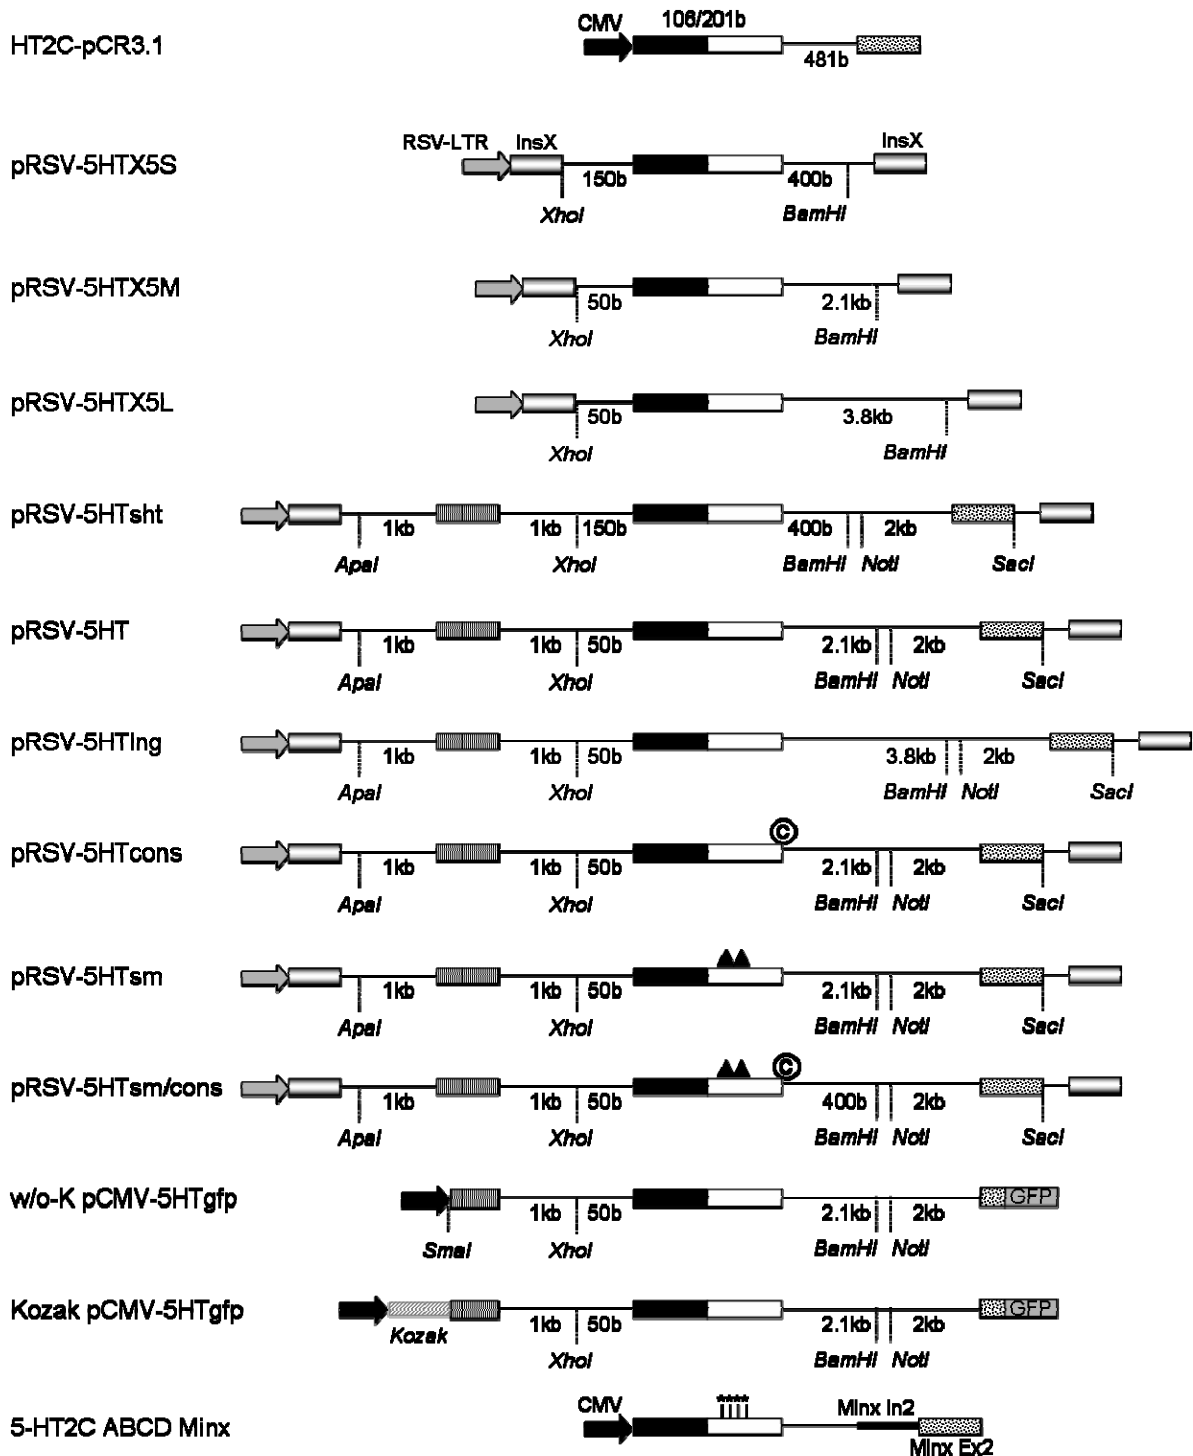 CMV 106/201b
HT2C-pCR3.1
481b
RSV-LTR InsX InsX
pRSV-5HTX5S
150b 400b
XhoI BamHI
pRSV-5HTX5M
50b 2.1kb
XhoI BamHI
pRSV-5HTX5L
50b 3.8kb
XhoI BamHI
pRSV-5HTsht
1kb 1kb 150b 400b 2kb
ApaI XhoI BamHI NotI SacI
pRSV-5HT
1kb 1kb 50b 2.1kb 2kb
ApaI XhoI BamHI NotI SacI
pRSV-5HTlng
1kb 1kb 50b 3.8kb 2kb
ApaI XhoI BamHI NotI SacI
C
pRSV-5HTcons
1kb 1kb 50b 2.1kb 2kb
ApaI XhoI BamHI NotI SacI
pRSV-5HTsm
1kb 1kb 50b 2.1kb 2kb
ApaI XhoI BamHI NotI SacI
C
pRSV-5HTsm/cons
1kb 1kb 50b 400b 2kb
ApaI XhoI BamHI NotI SacI
w/o-K pCMV-5HTgfp GFP
1kb 50b 2.1kb 2kb
SmaI XhoI BamHI NotI
Kozak pCMV-5HTgfp GFP
Kozak 1kb 50b 2.1kb 2kb
XhoI BamHI NotI
CMV **** Minx In2
5-HT2C ABCD Minx
Minx Ex2